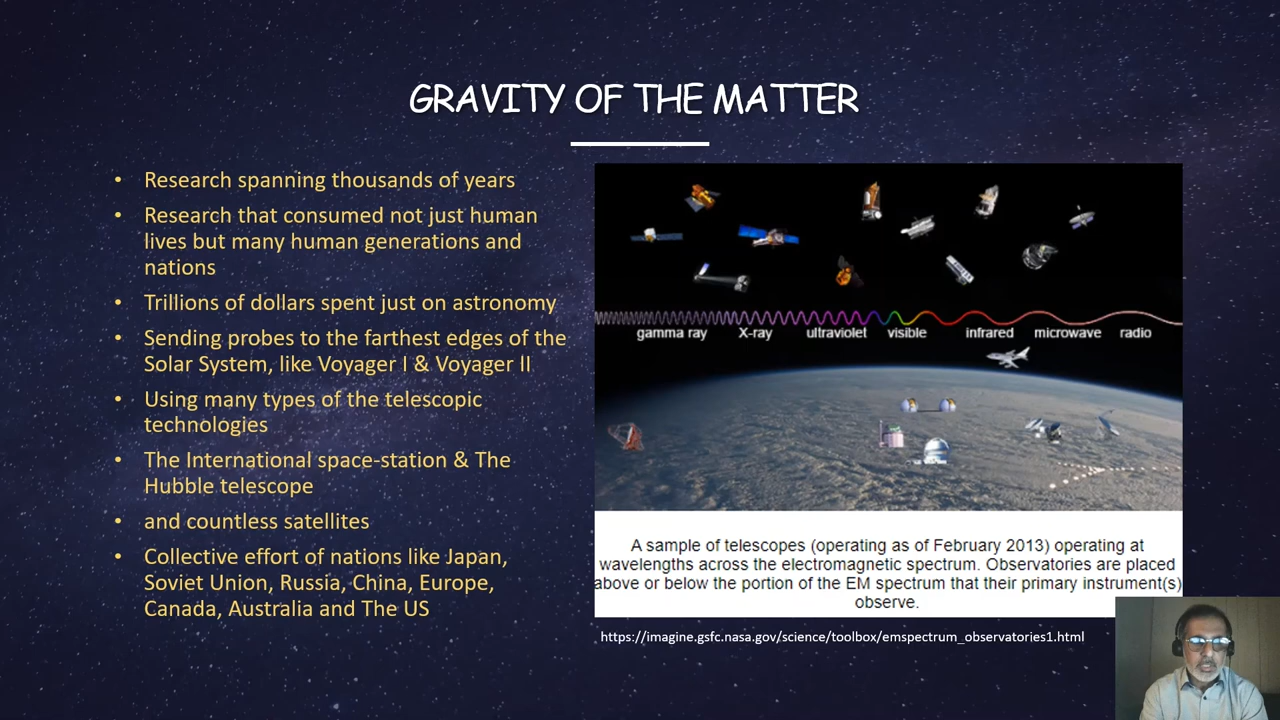 GRAVITY OF THE MATTER
• Research spanning thousands of years
• Research that consumed not just human
lives but many human generations and
nations
• Trillions of dollars spent just on astronomy
• Sending probes to the farthest edges of the
Solar System, like Voyager I & Voyager II
• Using many types of the telescopic
technologies
• The International space-station & The
Hubble telescope
• and countless satellites
• Collective effort of nations like Japan,
Soviet Union, Russia, China, Europe,
Canada, Australia and The US
gamma ray X-ray ultraviolet visible infrared microwave radio
A sample of telescopes (operating as of February 2013) operating at
wavelengths across the electromagnetic spectrum. Observatories are placed
above or below the portion of the EM spectrum that their primary instrument(s)
observe.
https://imagine.gsfc.nasa.gov/science/toolbox/emspectrum_observatories1.html